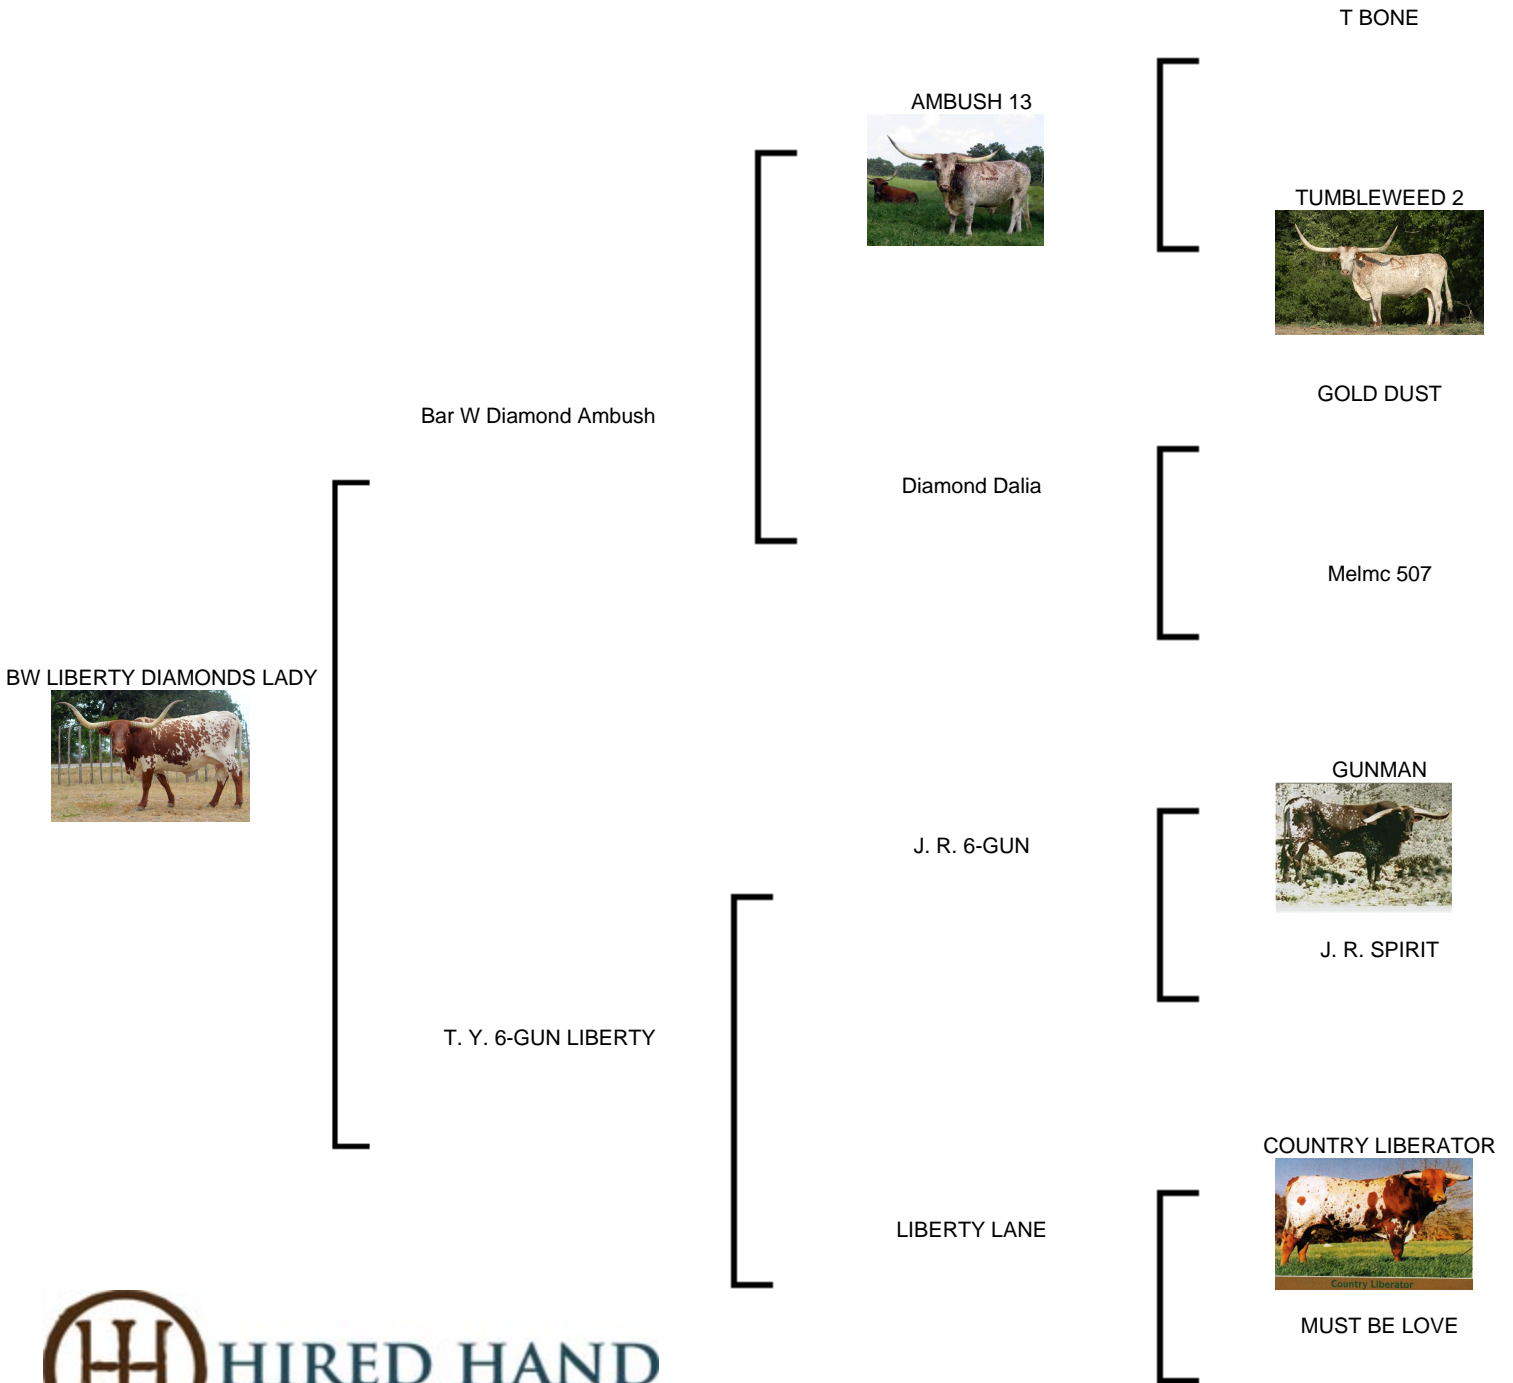 T BONE
AMBUSH 13
TUMBLEWEED 2
GOLD DUST
Bar W Diamond Ambush
Diamond Dalia
Melmc 507
BW LIBERTY DIAMONDS LADY
GUNMAN
J. R. 6-GUN
J. R. SPIRIT
T. Y. 6-GUN LIBERTY
COUNTRY LIBERATOR
LIBERTY LANE
Country Liberator
MUST BE LOVE
HIRED HAND